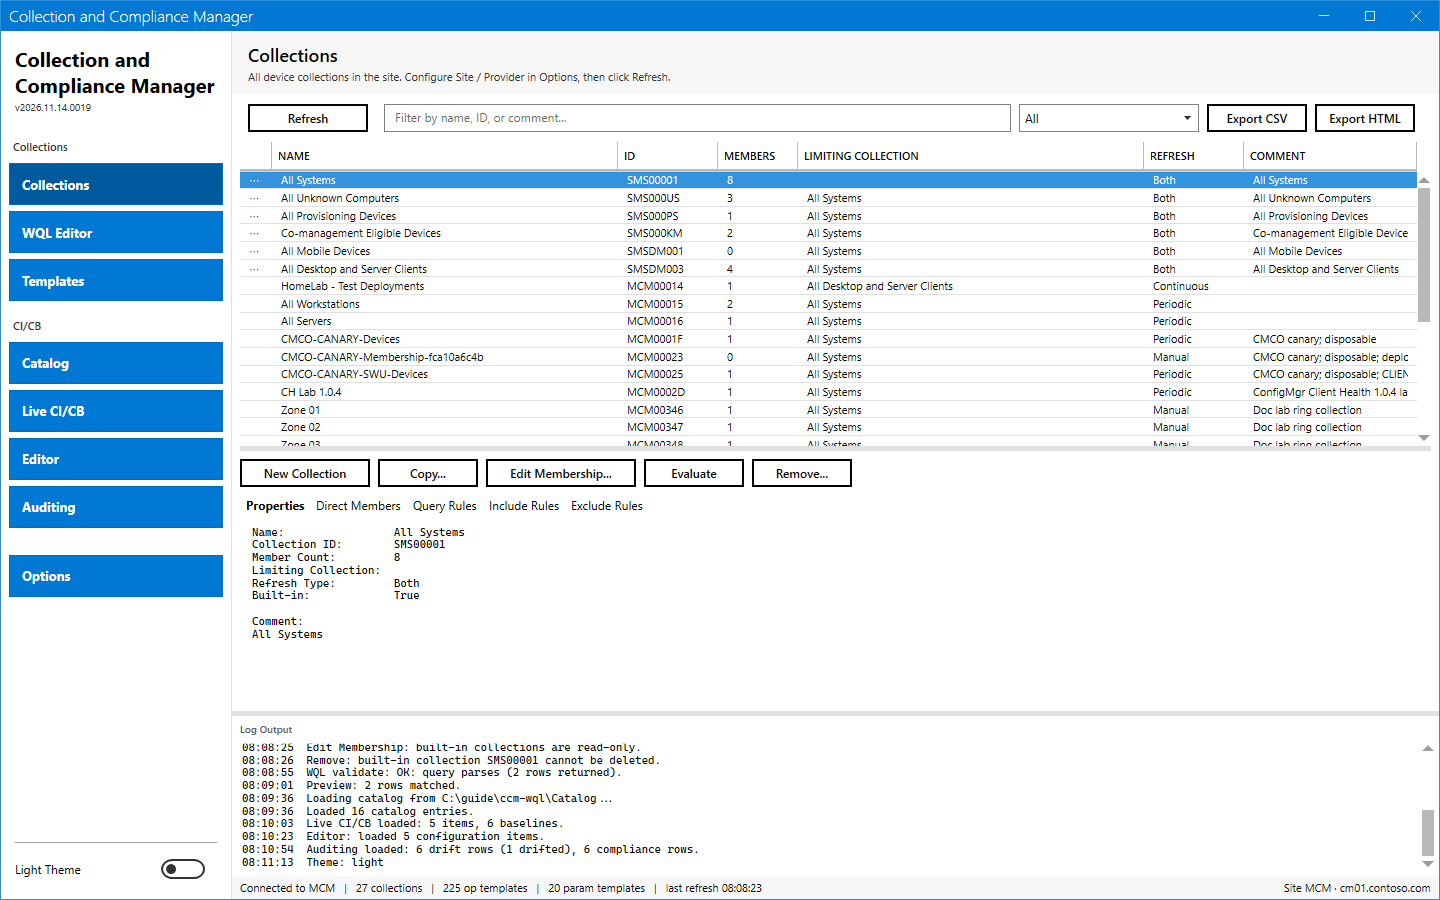 Collection and Compliance Manager
Collection and
Compliance Manager
v2026.11.14.0019
Collections
Collections
WQL Editor
Templates
CI/CB
Catalog
Live CI/CB
Editor
Auditing
Options
Light Theme
Collections
All device collections in the site. Configure Site / Provider in Options, then click Refresh.
Refresh Filter by name, ID, or comment... All Export CSV Export HTML
NAME ID MEMBERS LIMITING COLLECTION REFRESH COMMENT
... All Systems SMS00001 8 Both All Systems
... All Unknown Computers SMS000US 3 All Systems Both All Unknown Computers
... All Provisioning Devices SMS000PS 1 All Systems Both All Provisioning Devices
... Co-management Eligible Devices SMS000KM 2 All Systems Both Co-management Eligible Device
... All Mobile Devices SMSDM001 0 All Systems Both All Mobile Devices
... All Desktop and Server Clients SMSDM003 4 All Systems Both All Desktop and Server Clients
HomeLab - Test Deployments MCM00014 1 All Desktop and Server Clients Continuous
All Workstations MCM00015 2 All Systems Periodic
All Servers MCM00016 1 All Systems Periodic
CMCO-CANARY-Devices MCM0001F 1 All Systems Periodic CMCO canary; disposable
CMCO-CANARY-Membership-fca10a6c4b MCM00023 0 All Systems Manual CMCO canary; disposable; deplo
CMCO-CANARY-SWU-Devices MCM00025 1 All Systems Periodic CMCO canary; disposable; CLIEN
CH Lab 1.0.4 MCM0002D 1 All Systems Periodic ConfigMgr Client Health 1.0.4 la
Zone 01 MCM00346 1 All Systems Manual Doc lab ring collection
Zone 02 MCM00347 1 All Systems Manual Doc lab ring collection
Zone 03 MCM00348 1 All Systems Manual Doc lab ring collection
New Collection Copy... Edit Membership... Evaluate Remove...
Properties Direct Members Query Rules Include Rules Exclude Rules
Name: All Systems
Collection ID: SMS00001
Member Count: 8
Limiting Collection:
Refresh Type: Both
Built-in: True
Comment:
All Systems
Log Output
08:08:25 Edit Membership: built-in collections are read-only.
08:08:26 Remove: built-in collection SMS00001 cannot be deleted.
08:08:55 WQL validate: OK: query parses (2 rows returned).
08:09:01 Preview: 2 rows matched.
08:09:36 Loading catalog from C:\guide\ccm-wql\Catalog...
08:09:36 Loaded 16 catalog entries.
08:10:03 Live CI/CB loaded: 5 items, 6 baselines.
08:10:23 Editor: loaded 5 configuration items.
08:10:54 Auditing loaded: 6 drift rows (1 drifted), 6 compliance rows.
08:11:13 Theme: light
Connected to MCM | 27 collections | 225 op templates | 20 param templates | last refresh 08:08:23 Site MCM · cm01.contoso.com